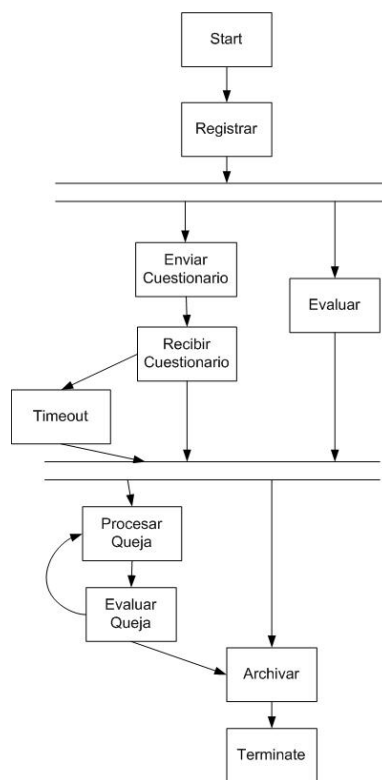 Start
Registrar
Enviar
Cuestionario
Evaluar
Recibir
Cuestionario
Timeout
Procesar
Queja
Evaluar
Queja
Archivar
Terminate